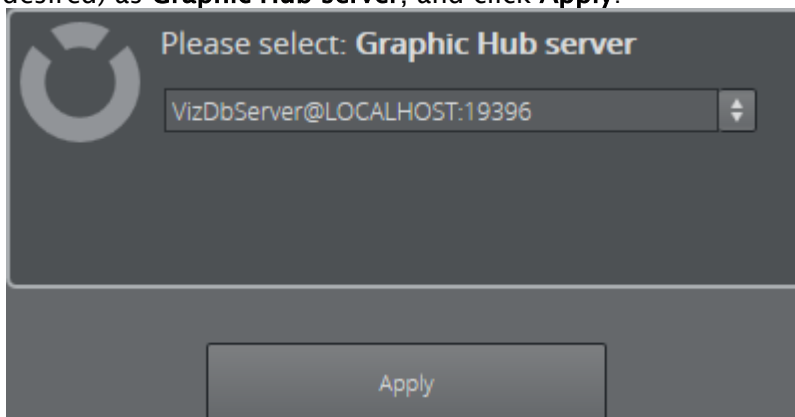 desired) as Graphic Hub server, and click Apply.
Please select: Graphic Hub server
VizDbServer@LOCALHOST:19396
Apply